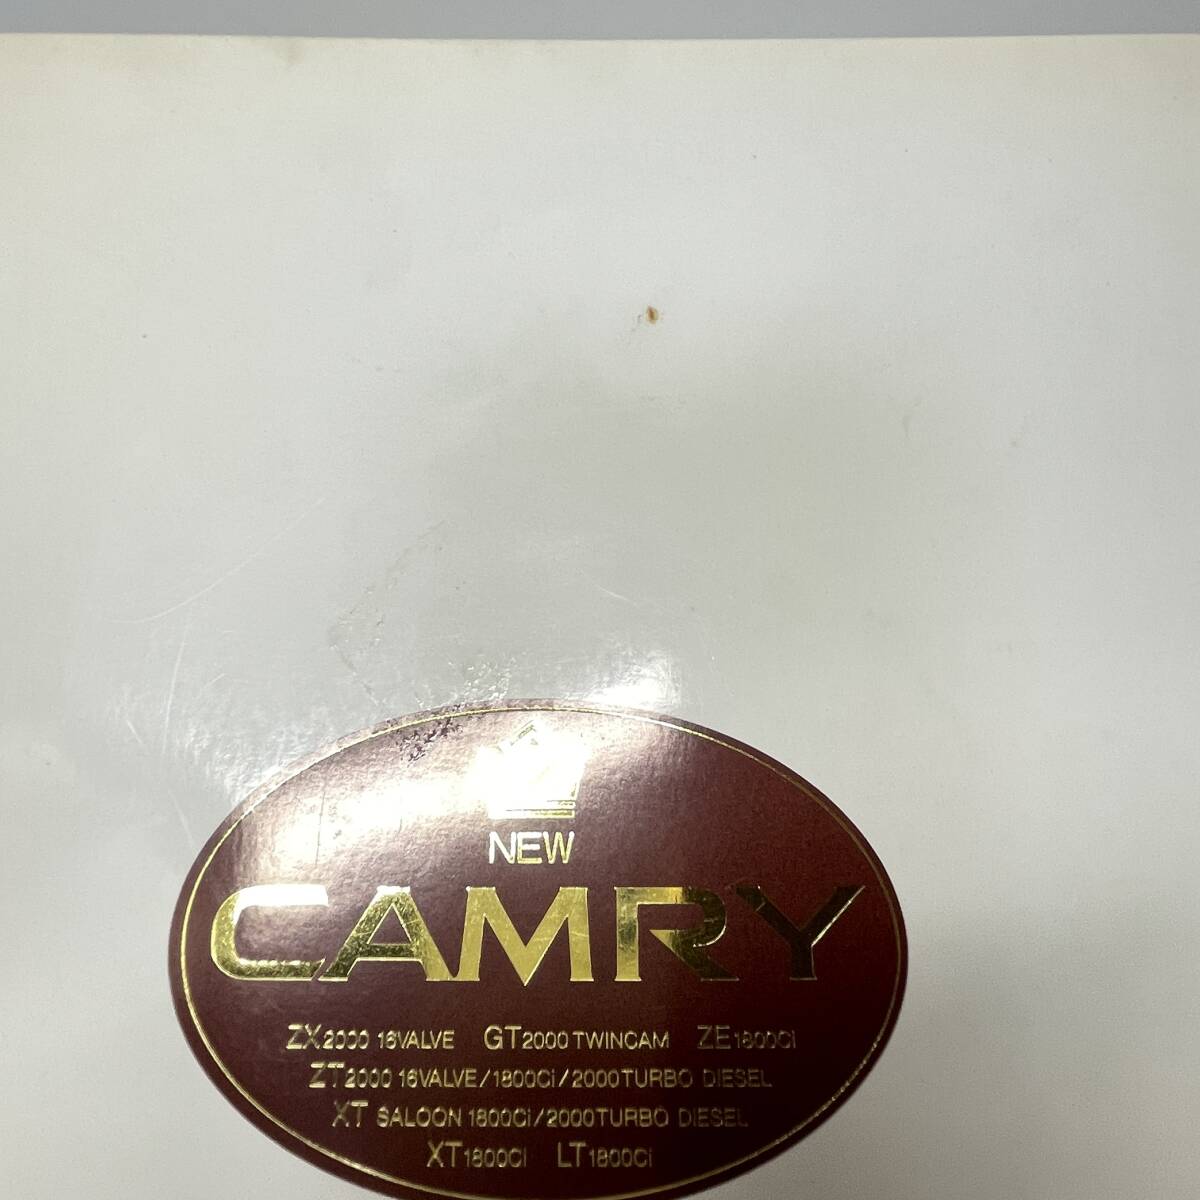 NEW
CAMRY
ZX2000 16VALVE GT2000 TWINCAM ZE1800Ci
ZT2000 16VALVE/1800Ci/2000TURBO DIESEL
XT SALOON 1800Ci/2000TURBO DIESEL
XT1800Ci LT1800Ci